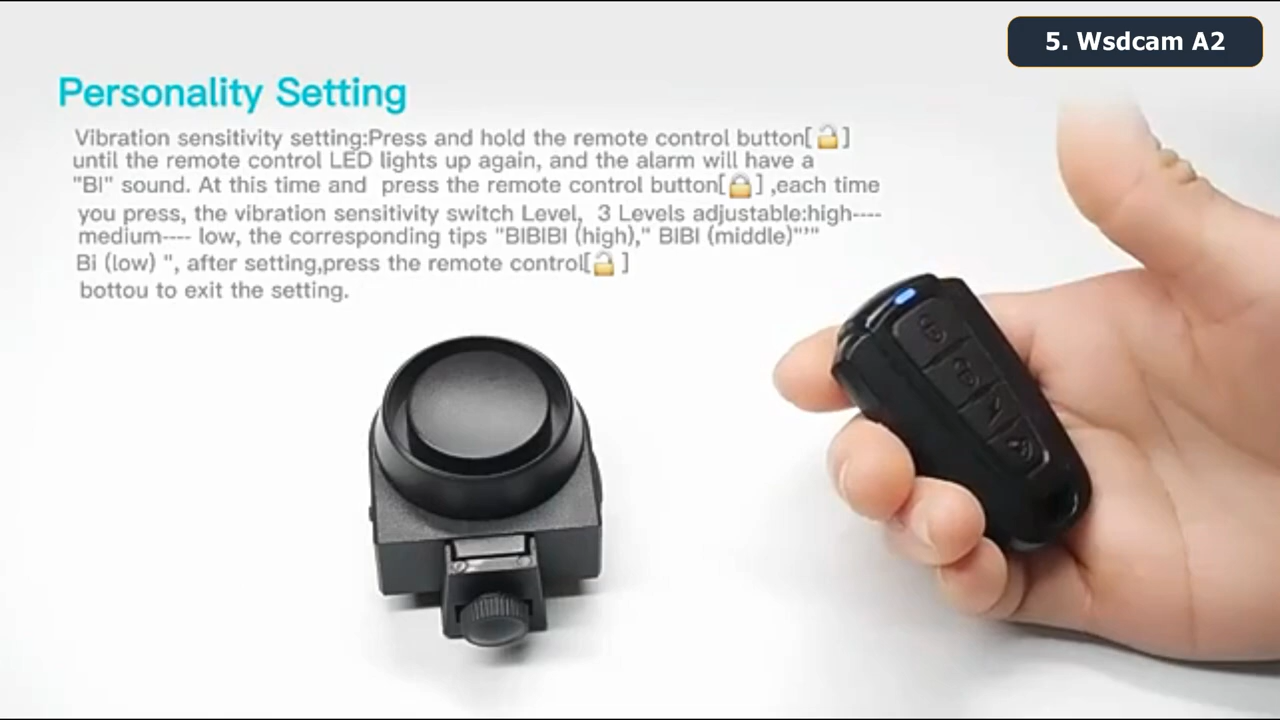 5. Wsdcam A2
Personality Setting
Vibration sensitivity setting:Press and hold the remote control button[🔓]
until the remote control LED lights up again, and the alarm will have a
"BI" sound. At this time and press the remote control button[🔒] ,each time
you press, the vibration sensitivity switch Level, 3 Levels adjustable:high----
medium---- low, the corresponding tips "BIBIBI (high)," BIBI (middle)"'"
Bi (low) ", after setting,press the remote control[🔓 ]
bottou to exit the setting.